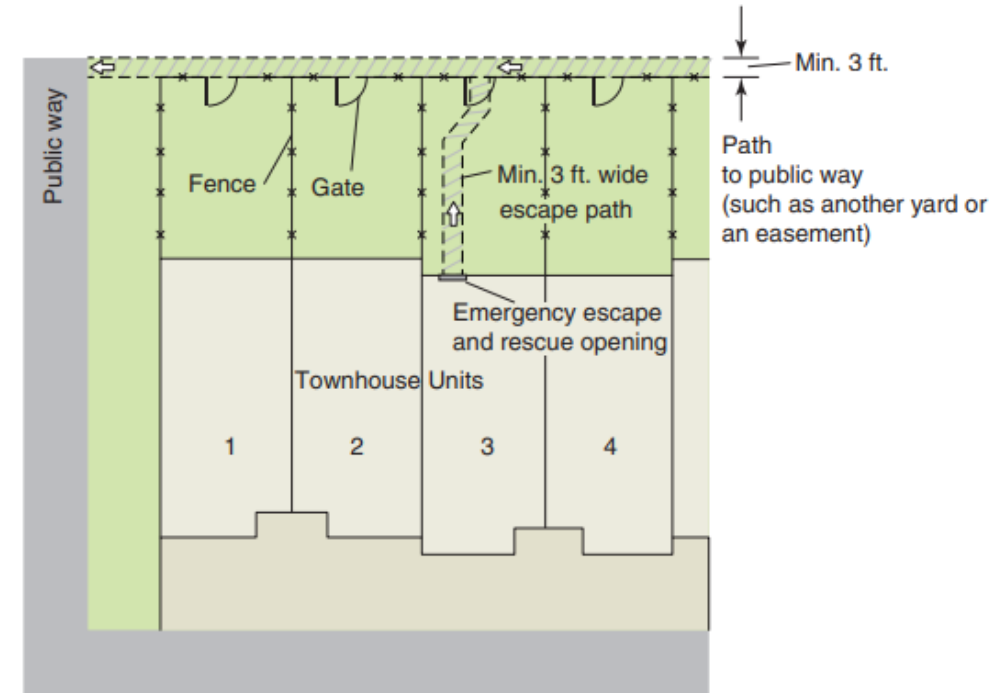 Min. 3 ft.
Path
to public way
(such as another yard or
an easement)
Public way
Fence
Gate
Min. 3 ft. wide
escape path
Emergency escape
and rescue opening
Townhouse Units
1
2
3
4